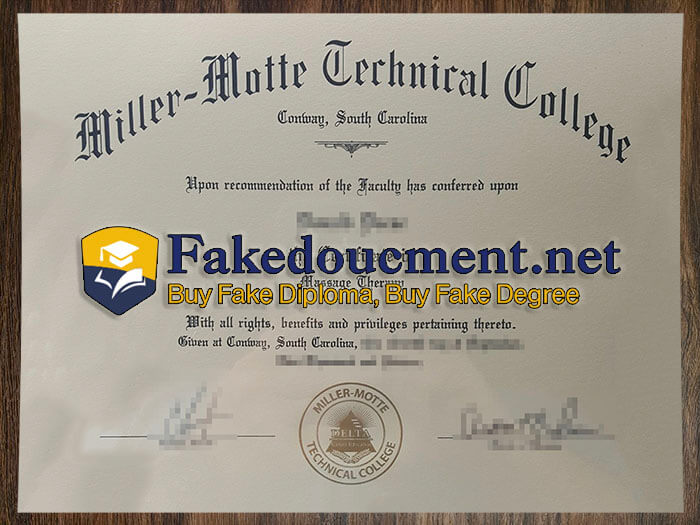 Miller-Motte Technical College
Conway, South Carolina
Upon recommendation of the Faculty has conferred upon
Fakedoucment.net
Buy Fake Diploma, Buy Fake Degree
Massage Therapy
With all rights, benefits and privileges pertaining thereto.
Given at Conway, South Carolina,
MILLER-MOTTE
DELTA
TECHNICAL COLLEGE